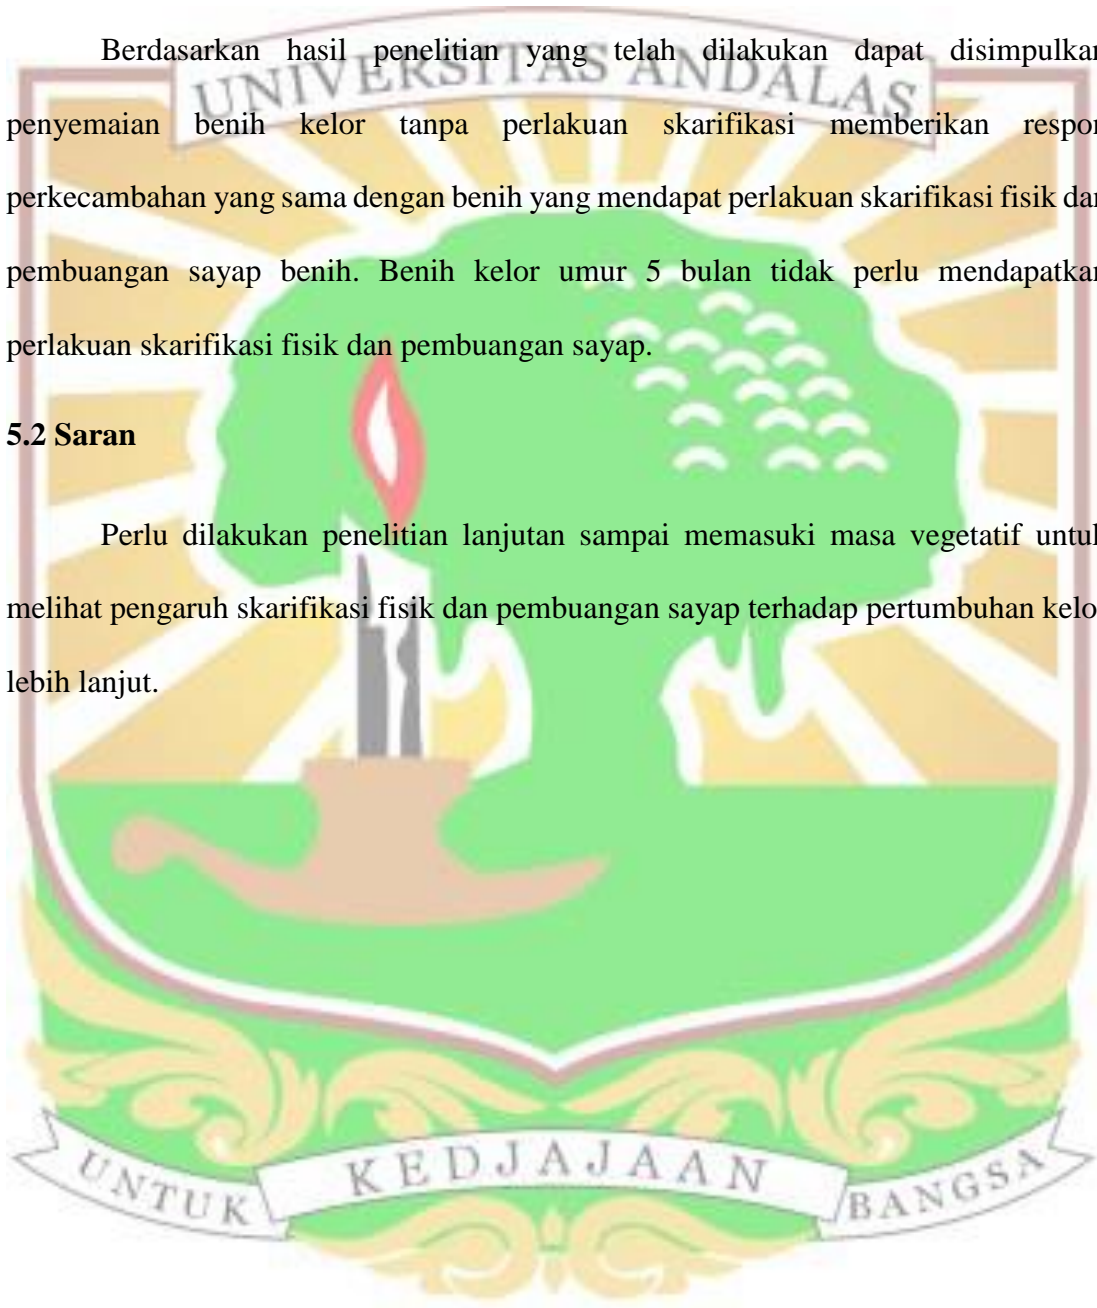 Berdasarkan hasil penelitian yang telah dilakukan dapat disimpulkan
UNIVERSITAS ANDALAS
penyemaian benih kelor tanpa perlakuan skarifikasi memberikan respon
perkecambahan yang sama dengan benih yang mendapat perlakuan skarifikasi fisik dan
pembuangan sayap benih. Benih kelor umur 5 bulan tidak perlu mendapatkan
perlakuan skarifikasi fisik dan pembuangan sayap.
5.2 Saran
Perlu dilakukan penelitian lanjutan sampai memasuki masa vegetatif untuk
melihat pengaruh skarifikasi fisik dan pembuangan sayap terhadap pertumbuhan kelor
lebih lanjut.
UNTUK KEDJAJAAN BANGSA